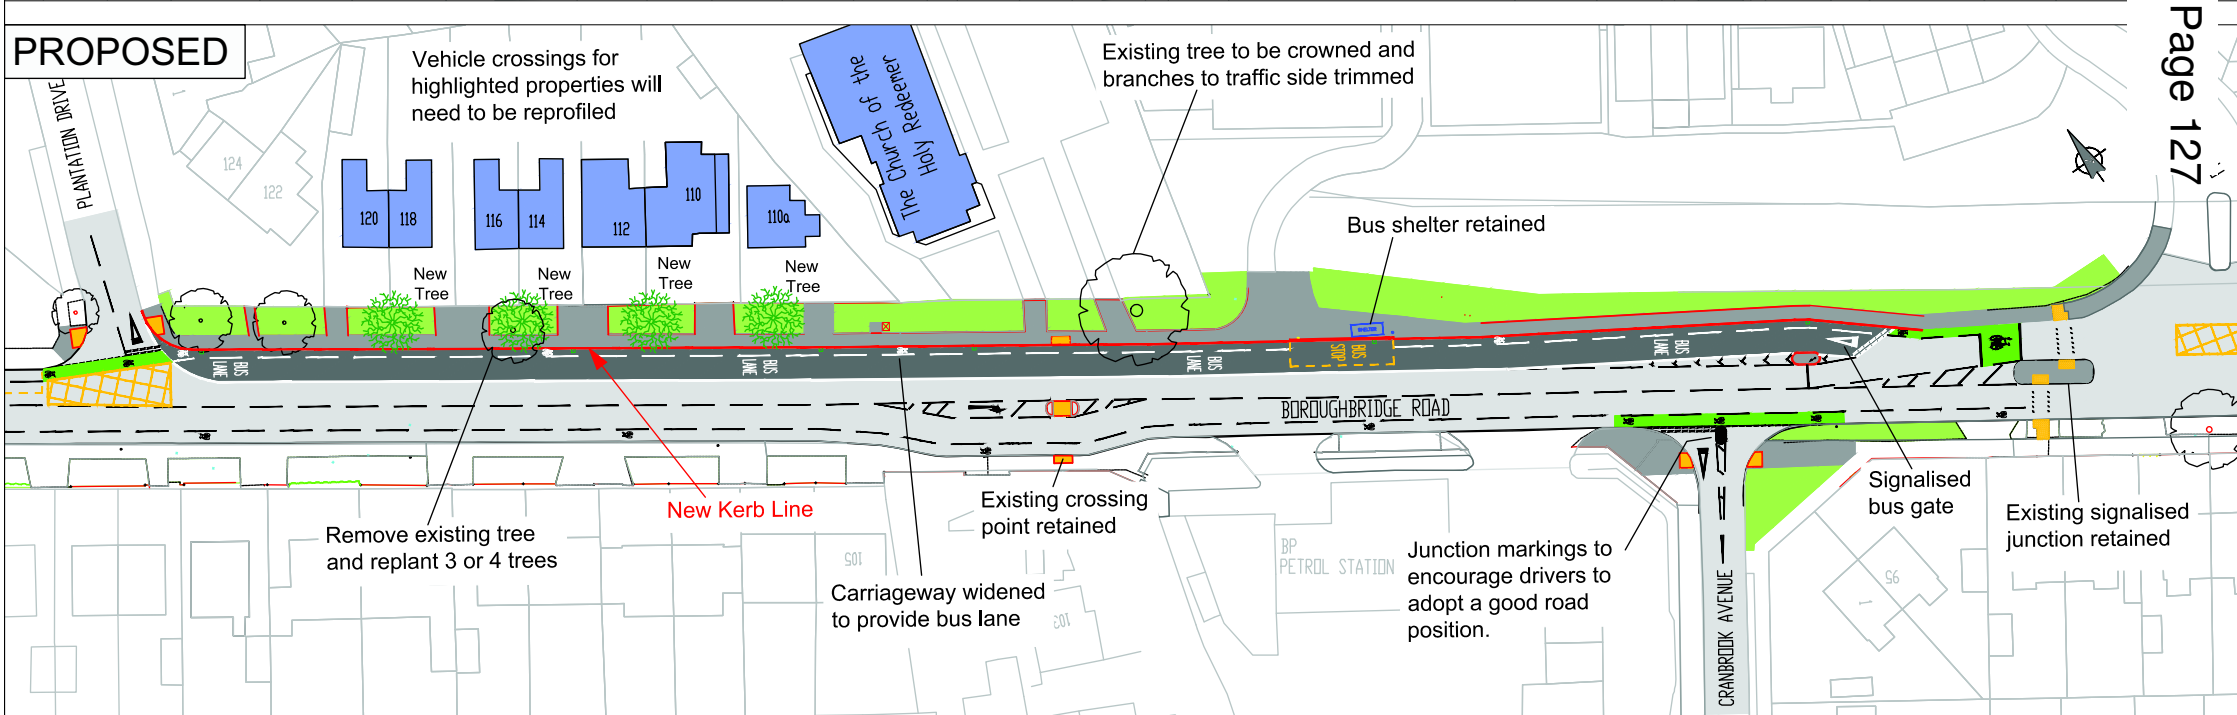 PROPOSED
Page 127
PLANTATION DRIVE
Vehicle crossings for
highlighted properties will
need to be reprofiled
The Church of the
Holy Redeemer
Existing tree to be crowned and
branches to traffic side trimmed
124
122
120
118
116
114
112
110
110a
New
Tree
New
Tree
New
Tree
New
Tree
Bus shelter retained
SHELTER
BUS
STOP
BUS
LANE
BUS
LANE
BUS
LANE
BUS
LANE
BOROUGHBRIDGE ROAD
New Kerb Line
Remove existing tree
and replant 3 or 4 trees
Existing crossing
point retained
Carriageway widened
to provide bus lane
105
103
BP
PETROL STATION
Junction markings to
encourage drivers to
adopt a good road
position.
CRANBROOK AVENUE
Signalised
bus gate
Existing signalised
junction retained
95
1